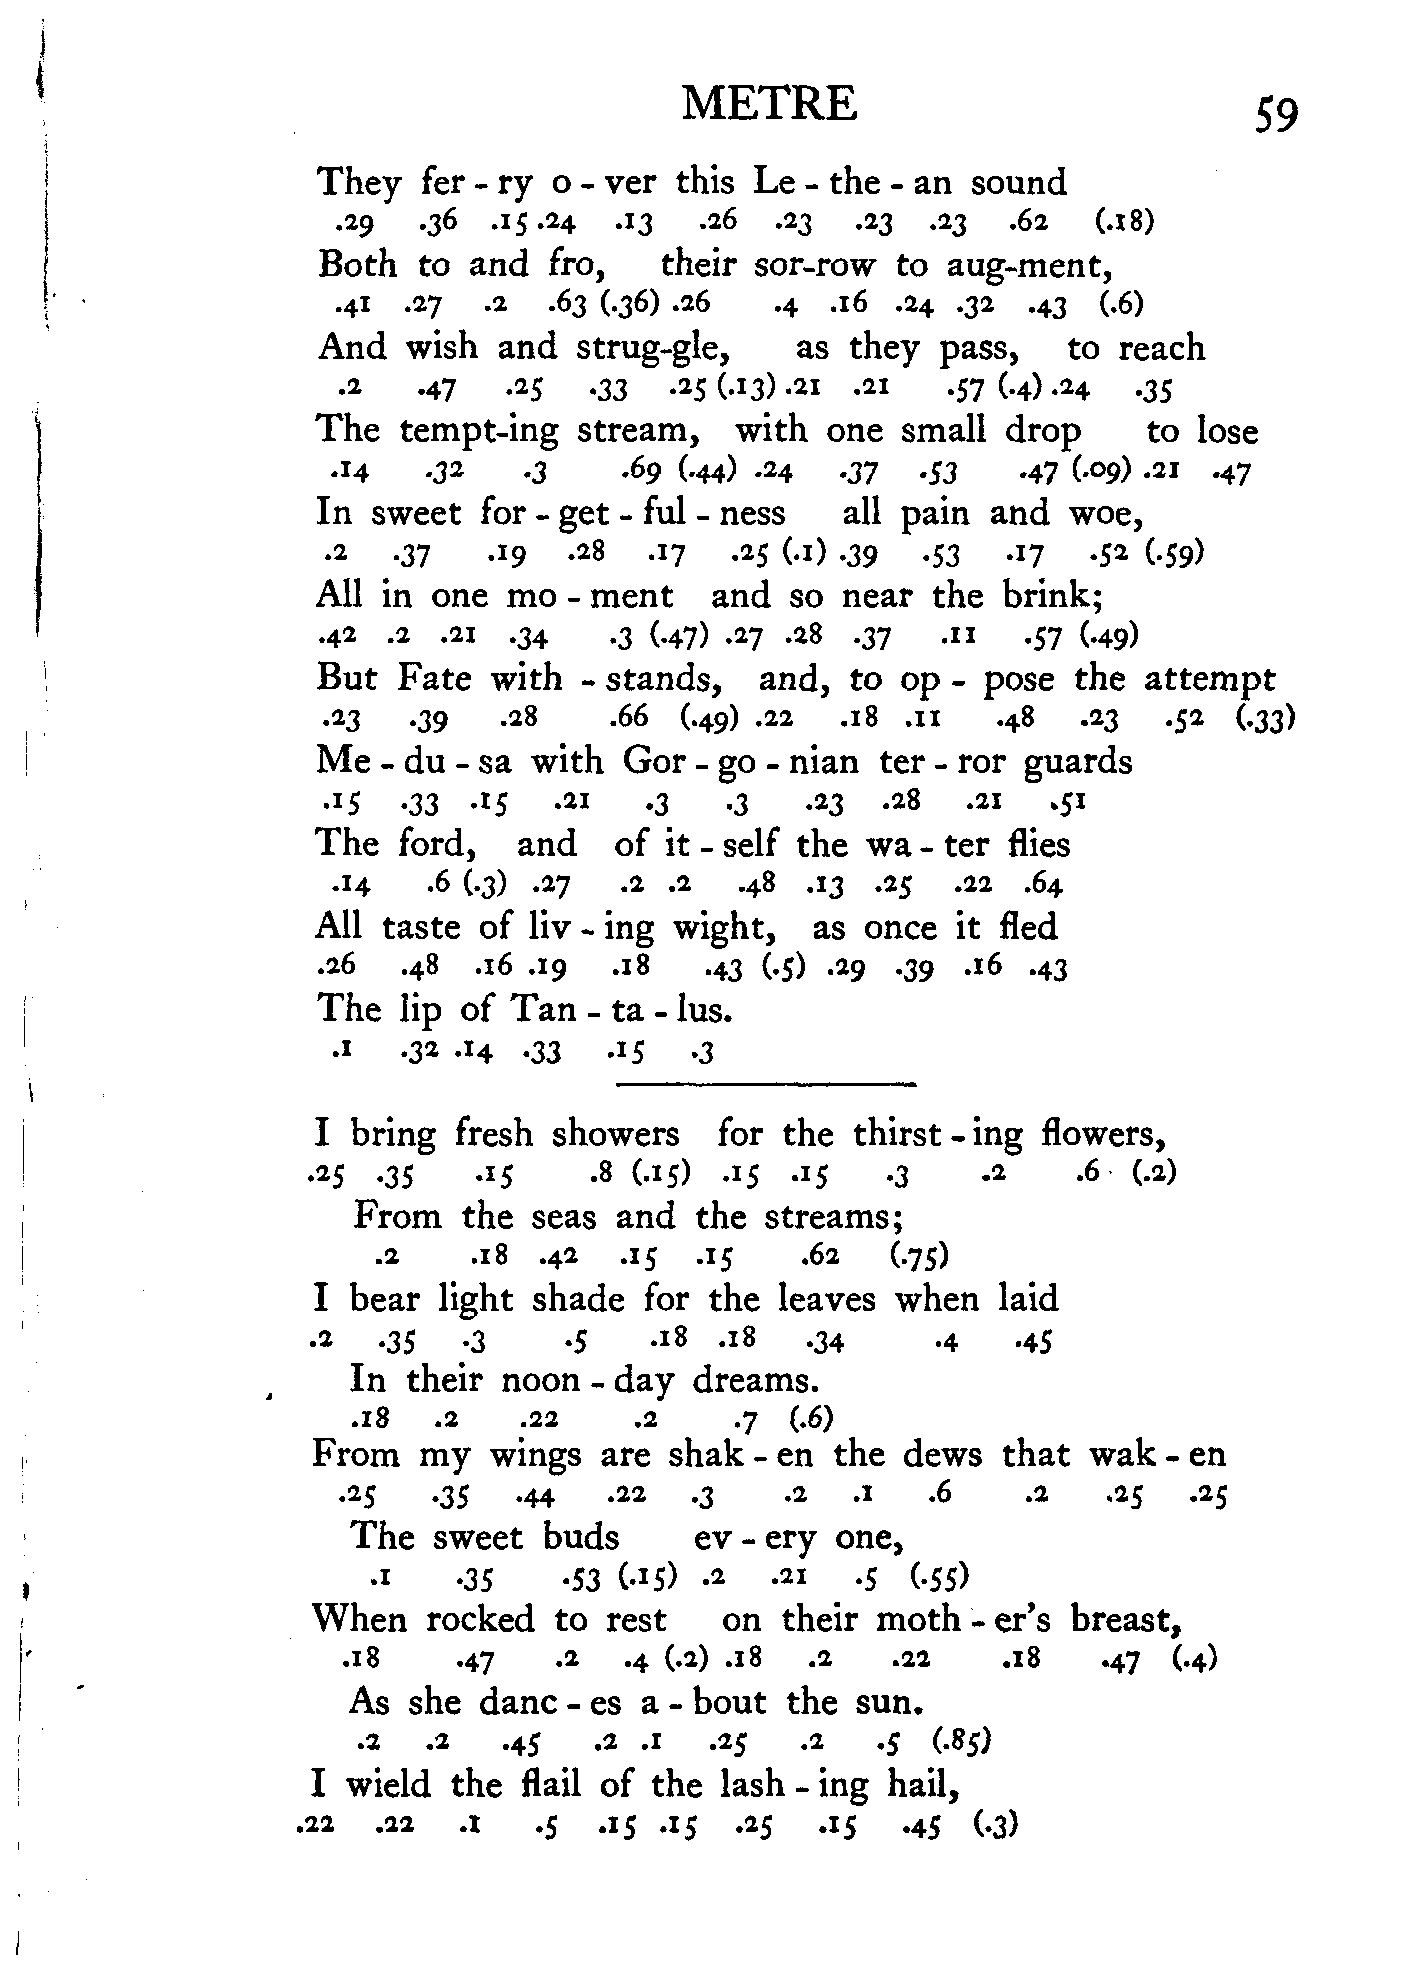 METRE 59
They fer - ry o - ver this Le - the - an sound
.29 .36 .15 .24 .13 .26 .23 .23 .23 .62 (.18)
Both to and fro, their sor-row to aug-ment,
.41 .27 .2 .63 (.36) .26 .4 .16 .24 .32 .43 (.6)
And wish and strug-gle, as they pass, to reach
.2 .47 .25 .33 .25 (.13) .21 .21 .57 (.4) .24 .35
The tempt-ing stream, with one small drop to lose
.14 .32 .3 .69 (.44) .24 .37 .53 .47 (.09) .21 .47
In sweet for - get - ful - ness all pain and woe,
.2 .37 .19 .28 .17 .25 (.1) .39 .53 .17 .52 (.59)
All in one mo - ment and so near the brink;
.42 .2 .21 .34 .3 (.47) .27 .28 .37 .11 .57 (.49)
But Fate with - stands, and, to op - pose the attempt
.23 .39 .28 .66 (.49) .22 .18 .11 .48 .23 .52 (.33)
Me - du - sa with Gor - go - nian ter - ror guards
.15 .33 .15 .21 .3 .3 .23 .28 .21 .51
The ford, and of it - self the wa - ter flies
.14 .6 (.3) .27 .2 .2 .48 .13 .25 .22 .64
All taste of liv - ing wight, as once it fled
.26 .48 .16 .19 .18 .43 (.5) .29 .39 .16 .43
The lip of Tan - ta - lus.
.1 .32 .14 .33 .15 .3
I bring fresh showers for the thirst - ing flowers,
.25 .35 .15 .8 (.15) .15 .15 .3 .2 .6 (.2)
From the seas and the streams;
.2 .18 .42 .15 .15 .62 (.75)
I bear light shade for the leaves when laid
.2 .35 .3 .5 .18 .18 .34 .4 .45
In their noon - day dreams.
.18 .2 .22 .2 .7 (.6)
From my wings are shak - en the dews that wak - en
.25 .35 .44 .22 .3 .2 .1 .6 .2 .25 .25
The sweet buds ev - ery one,
.1 .35 .53 (.15) .2 .21 .5 (.55)
When rocked to rest on their moth - er's breast,
.18 .47 .2 .4 (.2) .18 .2 .22 .18 .47 (.4)
As she danc - es a - bout the sun.
.2 .2 .45 .2 .1 .25 .2 .5 (.85)
I wield the flail of the lash - ing hail,
.22 .22 .1 .5 .15 .15 .25 .15 .45 (.3)